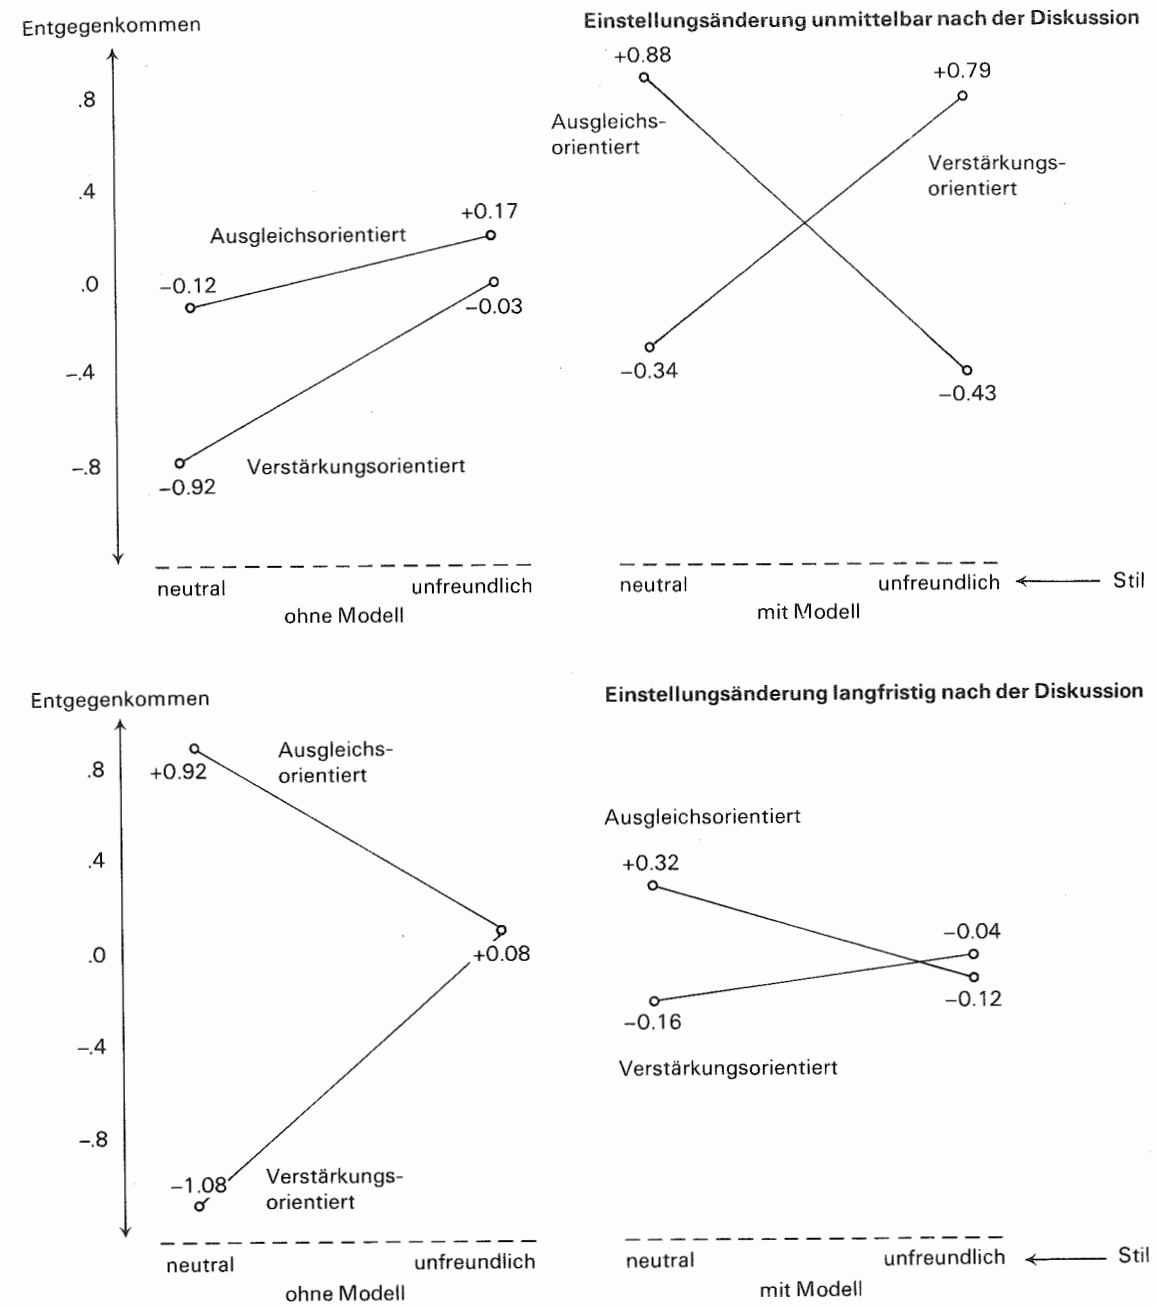 Entgegenkommen
Einstellungsänderung unmittelbar nach der Diskussion
+0.88
+0.79
.8
Ausgleichs-
orientiert
Verstärkungs-
orientiert
.4
+0.17
Ausgleichsorientiert
.0
−0.12
−0.03
−.4
−0.34
−0.43
−.8
Verstärkungsorientiert
−0.92
neutral
unfreundlich
neutral
unfreundlich
Stil
ohne Modell
mit Modell
Entgegenkommen
Einstellungsänderung langfristig nach der Diskussion
Ausgleichs-
orientiert
.8
+0.92
Ausgleichsorientiert
.4
+0.32
−0.04
.0
+0.08
−0.12
−0.16
−.4
Verstärkungsorientiert
−.8
−1.08
Verstärkungs-
orientiert
neutral
unfreundlich
neutral
unfreundlich
Stil
ohne Modell
mit Modell